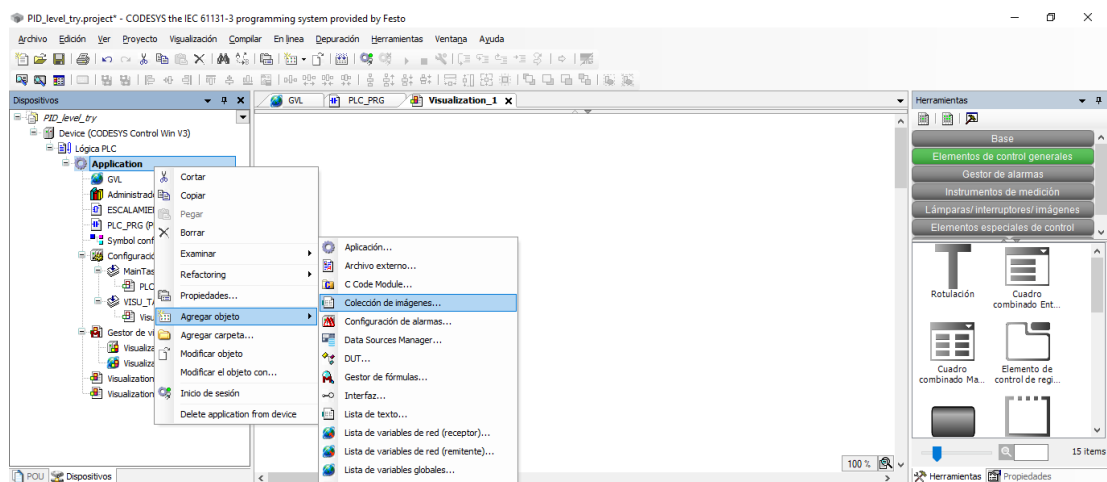 PID_level_try.project* - CODESYS the IEC 61131-3 programming system provided by Festo
Archivo Edición Ver Proyecto Visualización Compilar En línea Depuración Herramientas Ventana Ayuda
Dispositivos
PID_level_try
Device (CODESYS Control Win V3)
Lógica PLC
Application
GVL
Administrad
ESCALAMIE
PLC_PRG (P
Symbol conf
Configuració
MainTas
PLC
VISU_TA
Visu
Gestor de vi
Visualiza
Visualiza
Visualization
Visualization
POU
Dispositivos
Cortar
Copiar
Pegar
Borrar
Examinar
Refactoring
Propiedades...
Agregar objeto
Agregar carpeta...
Modificar objeto
Modificar el objeto con...
Inicio de sesión
Delete application from device
Aplicación...
Archivo externo...
C Code Module...
Colección de imágenes...
Configuración de alarmas...
Data Sources Manager...
DUT...
Gestor de fórmulas...
Interfaz...
Lista de texto...
Lista de variables de red (receptor)...
Lista de variables de red (remitente)...
Lista de variables globales...
GVL
PLC_PRG
Visualization_1
100 %
Herramientas
Base
Elementos de control generales
Gestor de alarmas
Instrumentos de medición
Lámparas/interruptores/imágenes
Elementos especiales de control
Rotulación
Cuadro combinado Ent...
Cuadro combinado Ma...
Elemento de control de regi...
15 items
Herramientas
Propiedades